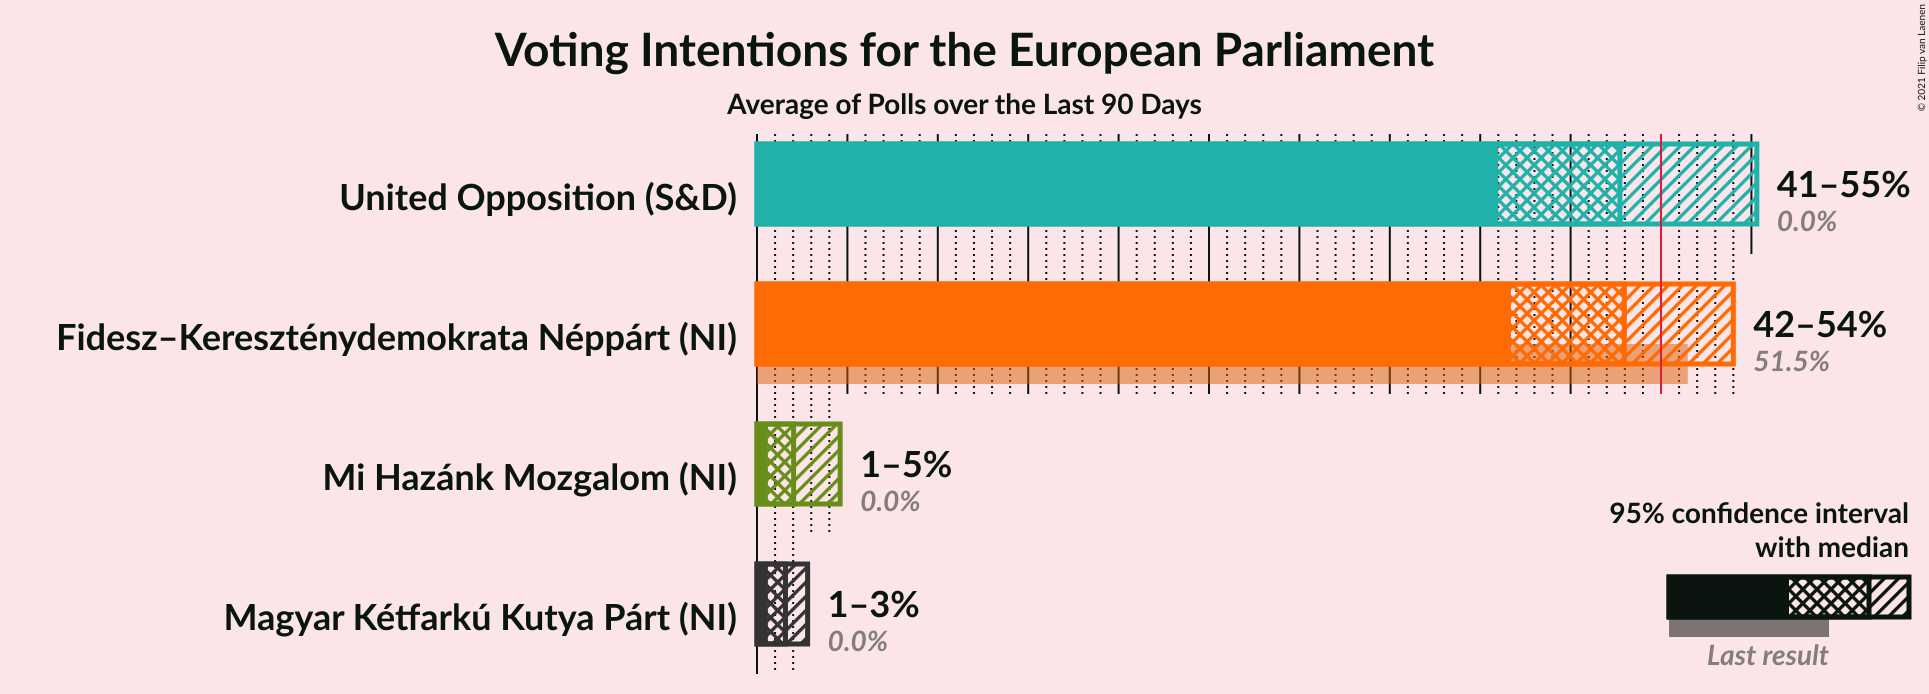 Voting Intentions for the European Parliament
Average of Polls over the Last 90 Days
© 2021 Filip van Laenen
United Opposition (S&D)
41–55%
0.0%
Fidesz–Kereszténydemokrata Néppárt (NI)
42–54%
51.5%
Mi Hazánk Mozgalom (NI)
1–5%
0.0%
Magyar Kétfarkú Kutya Párt (NI)
1–3%
0.0%
95% confidence interval
with median
Last result